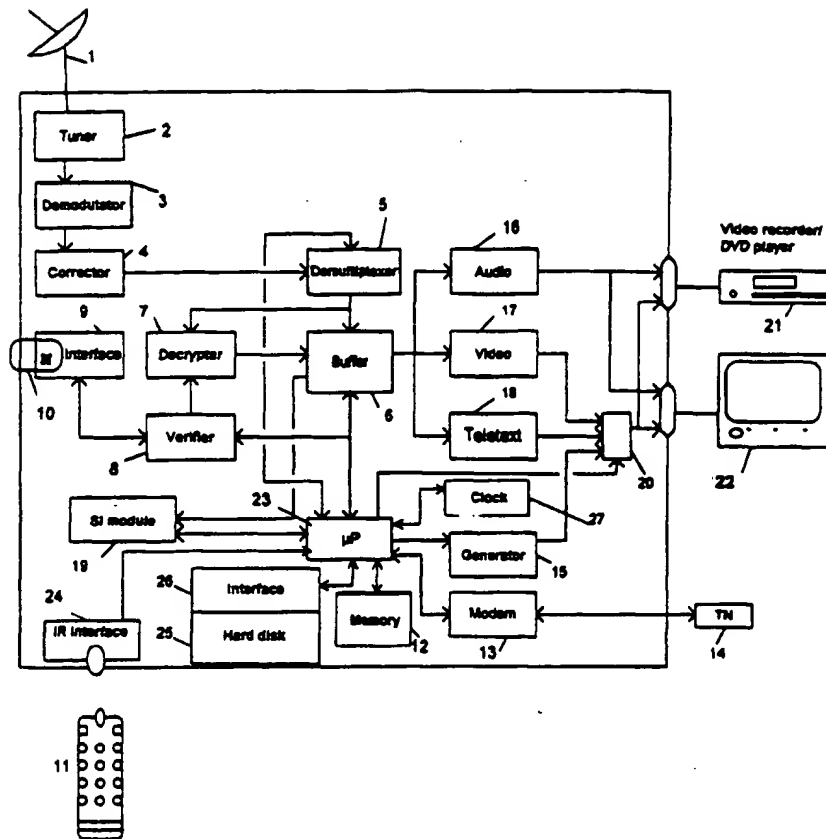 1
Tuner
2
Demodulator
3
Corrector
4
5
Demultiplexer
16
Audio
Video recorder/
DVD player
21
9
Interface
10
7
Decrypter
Buffer
6
17
Video
18
Teletext
20
22
Verifier
8
23
µP
Clock
27
SI module
19
Generator
15
24
IR Interface
26
Interface
25
Hard disk
Memory
12
Modem
13
TN
14
11